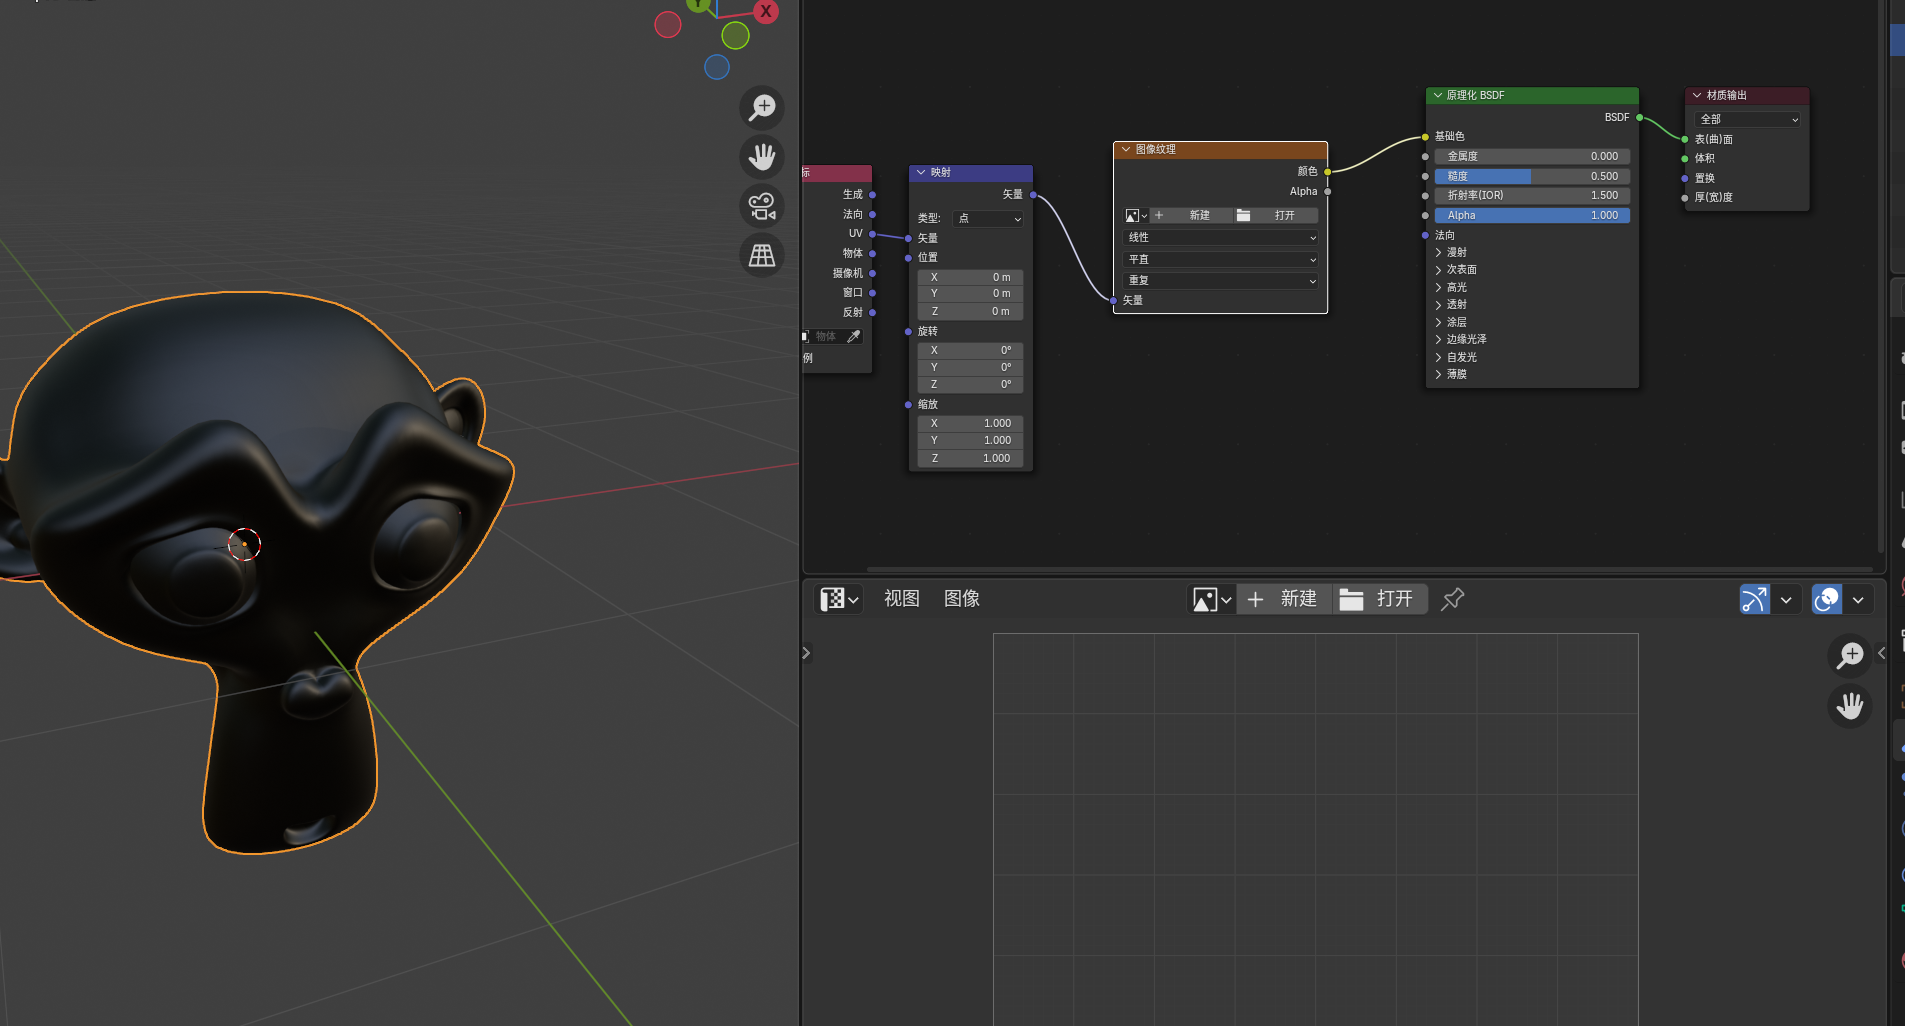 Y
X
标
生成
法向
UV
物体
摄像机
窗口
反射
物体
例
映射
矢量
类型: 点
矢量
位置
X 0 m
Y 0 m
Z 0 m
旋转
X 0°
Y 0°
Z 0°
缩放
X 1.000
Y 1.000
Z 1.000
图像纹理
颜色
Alpha
新建 打开
线性
平直
重复
矢量
原理化 BSDF
BSDF
基础色
金属度 0.000
糙度 0.500
折射率(IOR) 1.500
Alpha 1.000
法向
漫射
次表面
高光
透射
涂层
边缘光泽
自发光
薄膜
材质输出
全部
表(曲)面
体积
置换
厚(宽)度
视图 图像 新建 打开